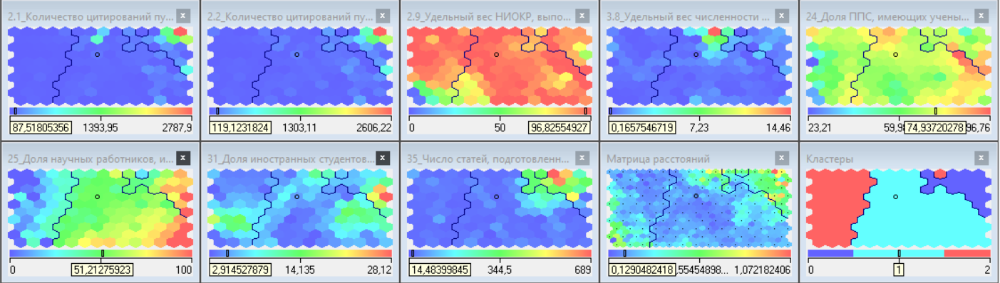 2.1_Количество цитирований пу... x
2.2_Количество цитирований пу... x
2.9_Удельный вес НИОКР, выпо... x
3.8_Удельный вес численности ... x
24_Доля ППС, имеющих учены... x
87,51805356 1393,95 2787,9
119,1231824 1303,11 2606,22
0 50 96,82554927
0,1657546719 7,23 14,46
23,21 59,9 74,93720278 96,76
25_Доля научных работников, и... x
31_Доля иностранных студентов... x
35_Число статей, подготовленн... x
Матрица расстояний x
Кластеры x
0 51,21275923 100
2,914527879 14,135 28,12
14,48399845 344,5 689
0,1290482418 ,55454898... 1,072182406
0 1 2